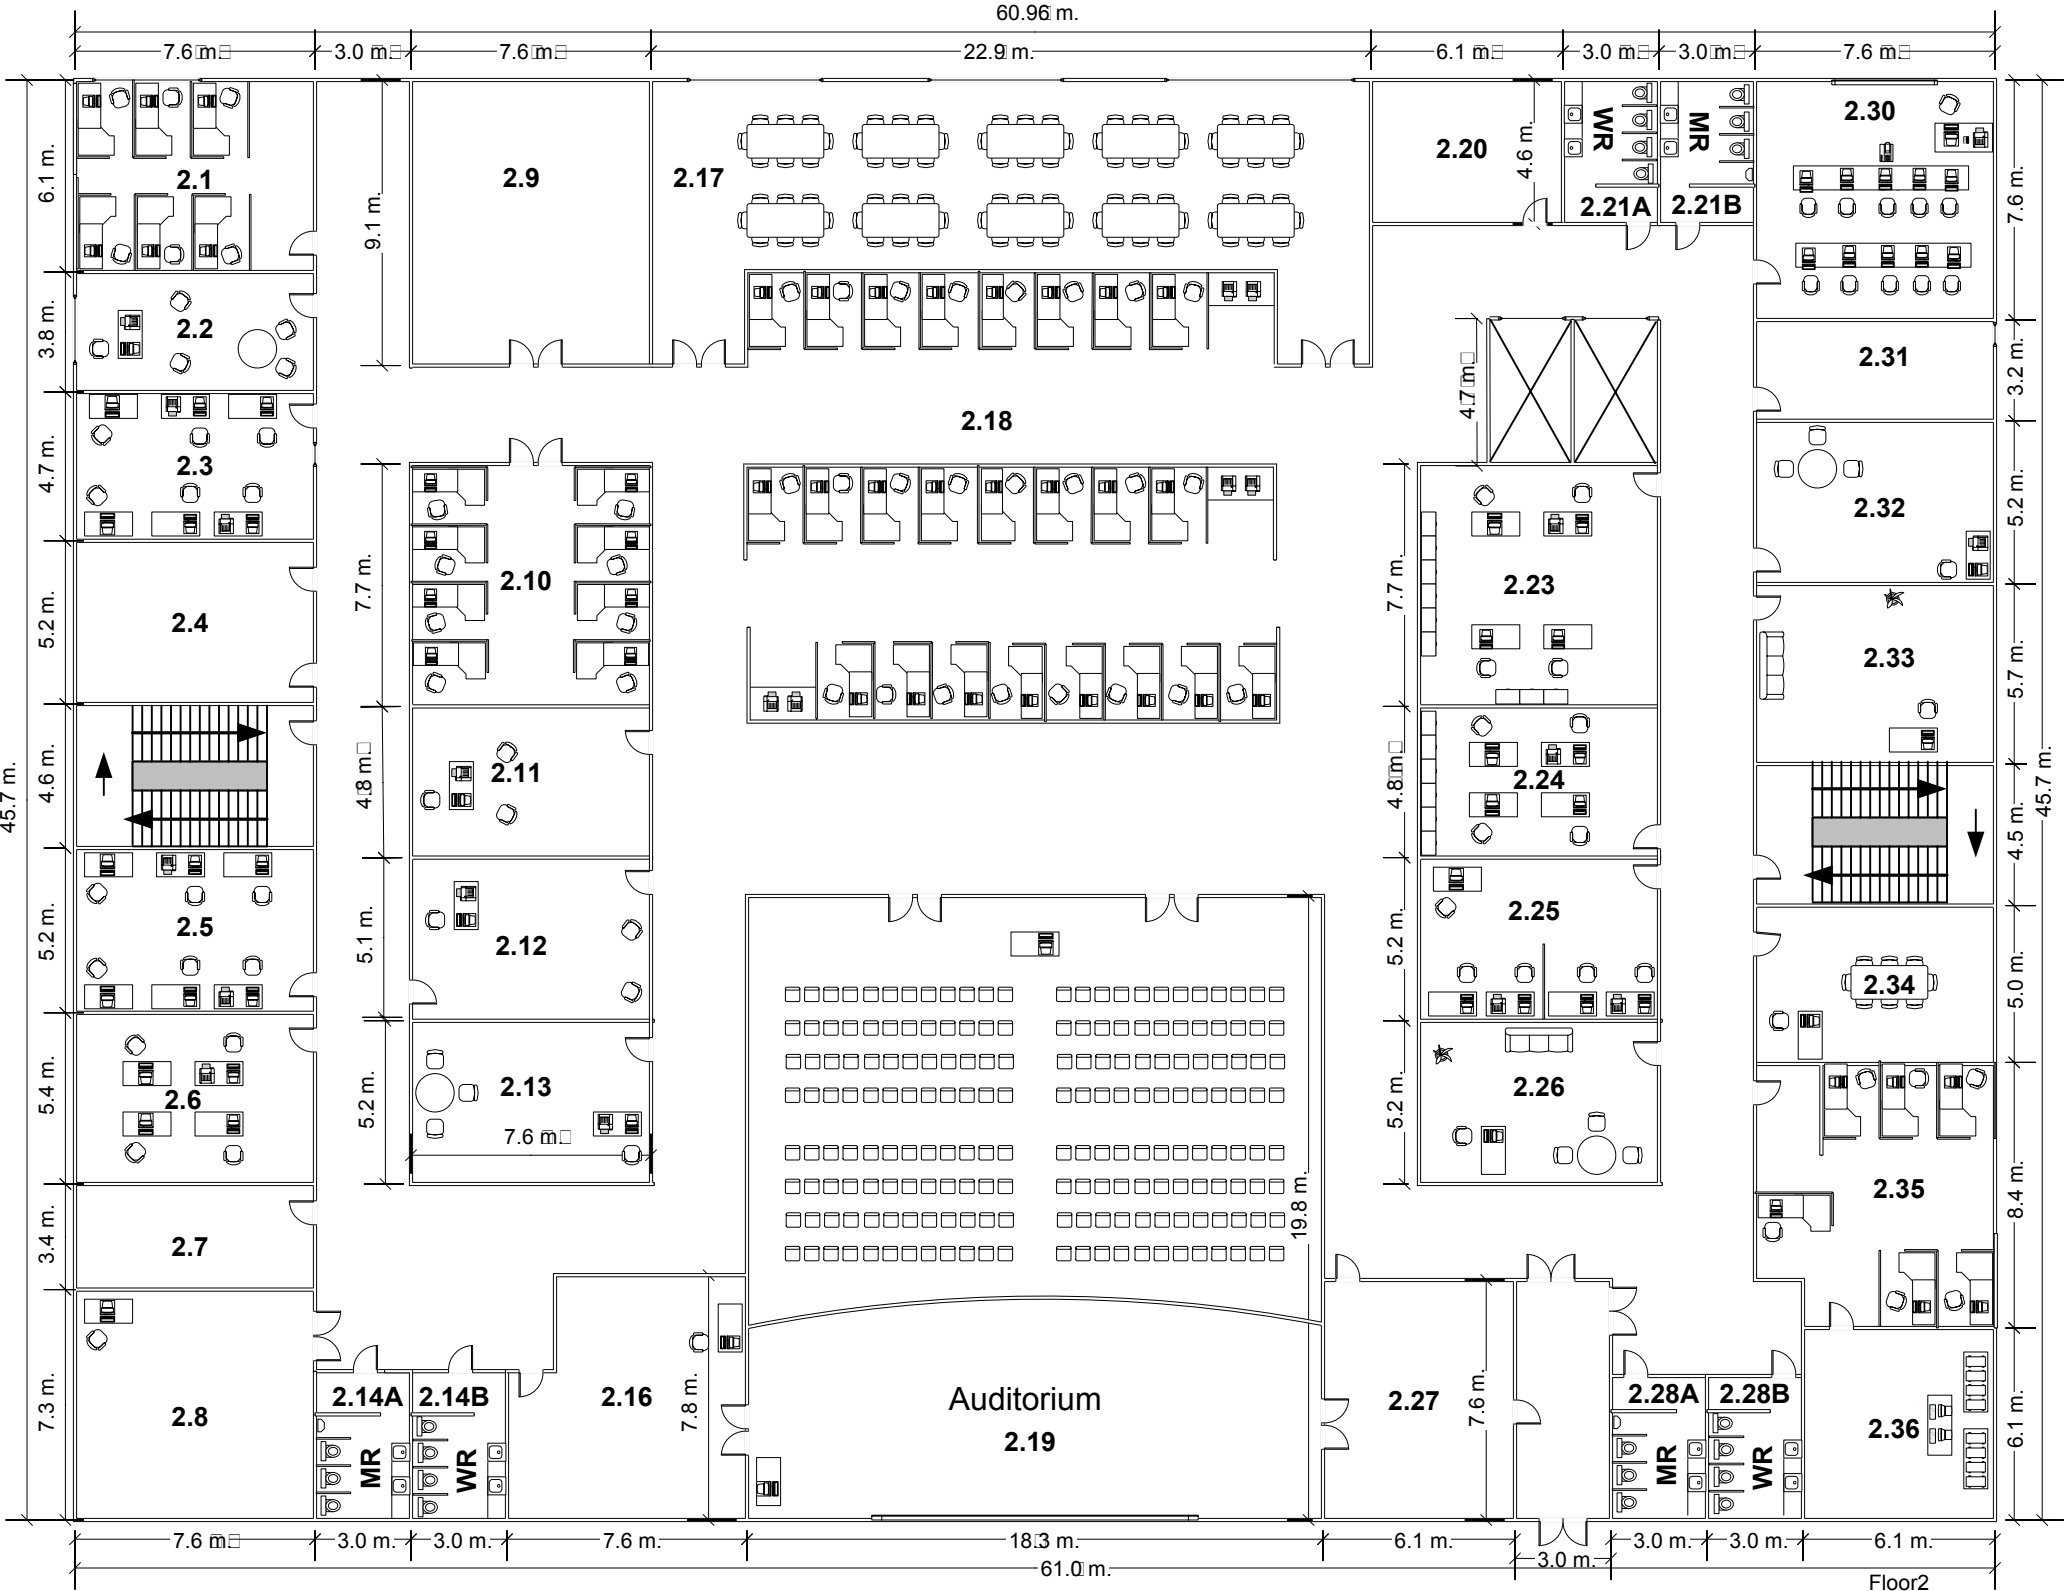 60.96 m.
7.6 m.
3.0 m.
7.6 m.
22.9 m.
6.1 m.
3.0 m.
3.0 m.
7.6 m.
2.1
2.9
2.17
2.20
WR
MR
2.30
2.21A
2.21B
6.1 m.
9.1 m.
4.6 m.
7.6 m.
2.2
3.8 m.
2.31
3.2 m.
4.7 m.
2.18
2.3
4.7 m.
2.32
5.2 m.
2.10
7.7 m.
2.23
7.7 m.
2.4
5.2 m.
2.33
5.7 m.
45.7 m.
4.6 m.
2.11
4.8 m.
2.24
4.8 m.
4.5 m.
45.7 m.
2.5
5.2 m.
2.12
5.1 m.
2.25
5.2 m.
2.34
5.0 m.
2.6
5.4 m.
2.13
7.6 m.
5.2 m.
2.26
5.2 m.
2.35
8.4 m.
19.8 m.
2.7
3.4 m.
2.8
7.3 m.
2.14A
2.14B
MR
WR
2.16
7.8 m.
Auditorium
2.19
2.27
7.6 m.
2.28A
2.28B
MR
WR
2.36
6.1 m.
7.6 m.
3.0 m.
3.0 m.
7.6 m.
18.3 m.
6.1 m.
3.0 m.
3.0 m.
3.0 m.
6.1 m.
61.0 m.
Floor2